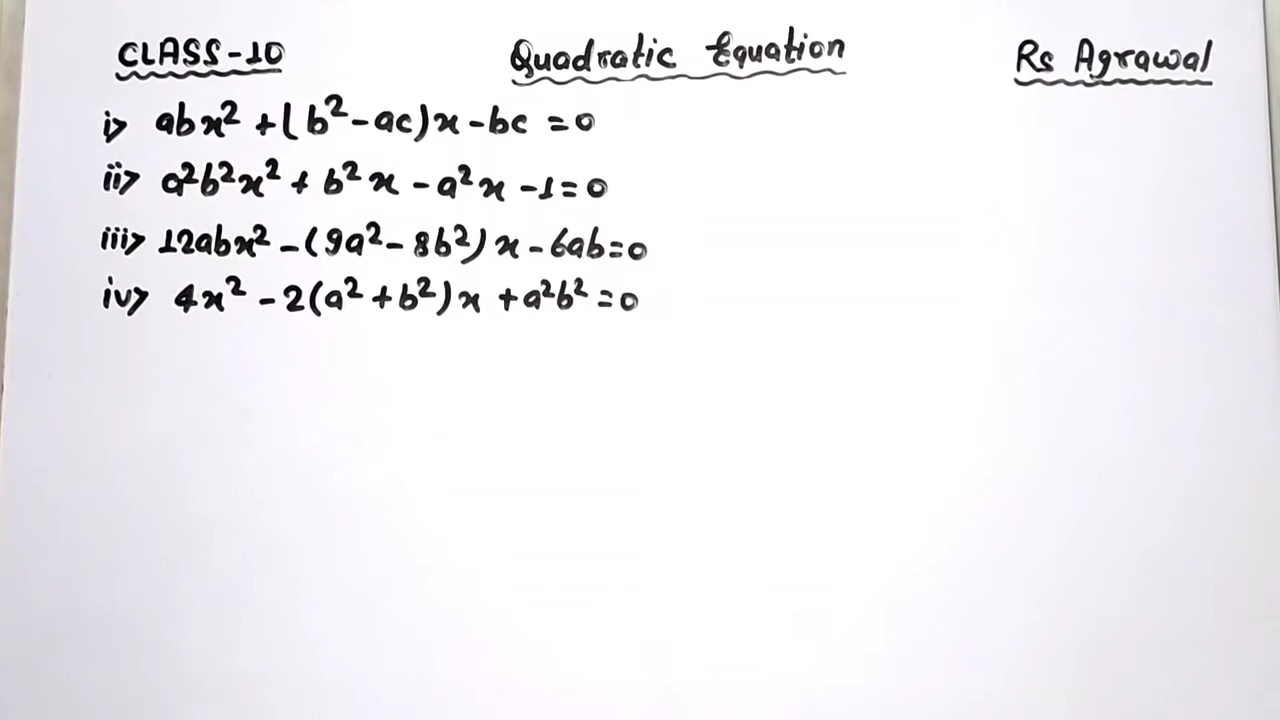 CLASS-10 Quadratic Equation Rs Agrawal
i> abx² + (b² - ac)x - bc = 0
ii> a²b²x² + b²x - a²x - 1 = 0
iii> 12abx² - (9a² - 8b²)x - 6ab = 0
iv> 4x² - 2(a² + b²)x + a²b² = 0